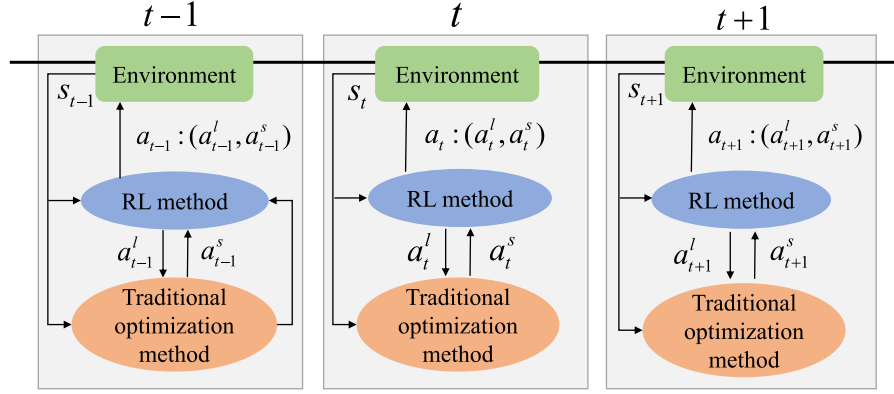 t−1
t
t+1
Environment
Environment
Environment
s_{t−1}
s_t
s_{t+1}
a_{t−1} : (a^l_{t−1}, a^s_{t−1})
a_t : (a^l_t, a^s_t)
a_{t+1} : (a^l_{t+1}, a^s_{t+1})
RL method
RL method
RL method
a^l_{t−1}
a^s_{t−1}
a^l_t
a^s_t
a^l_{t+1}
a^s_{t+1}
Traditional
optimization
method
Traditional
optimization
method
Traditional
optimization
method